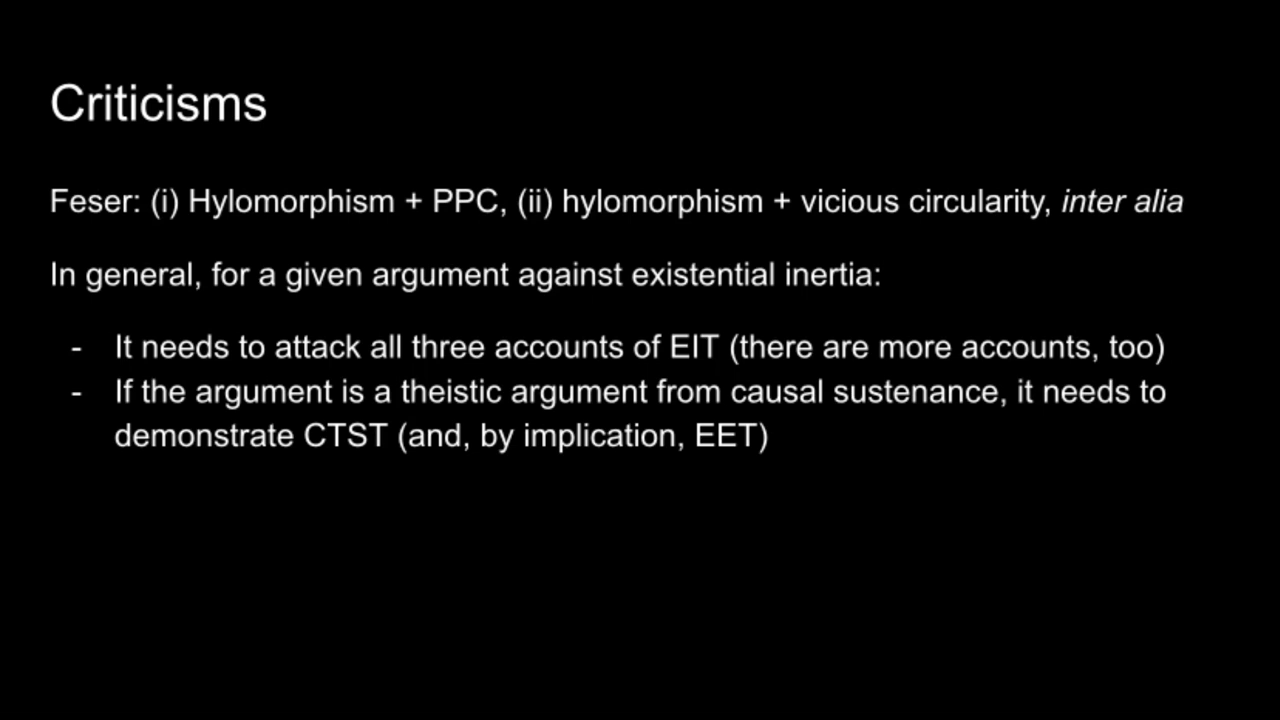 Criticisms
Feser: (i) Hylomorphism + PPC, (ii) hylomorphism + vicious circularity, inter alia
In general, for a given argument against existential inertia:
- It needs to attack all three accounts of EIT (there are more accounts, too)
- If the argument is a theistic argument from causal sustenance, it needs to
demonstrate CTST (and, by implication, EET)